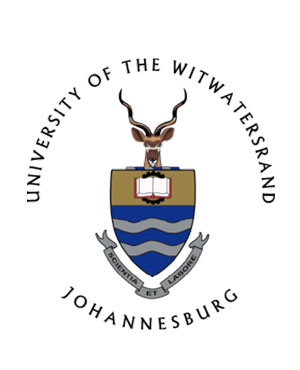 UNIVERSITY OF THE WITWATERSRAND
SCIENTIA ET LABORE
JOHANNESBURG